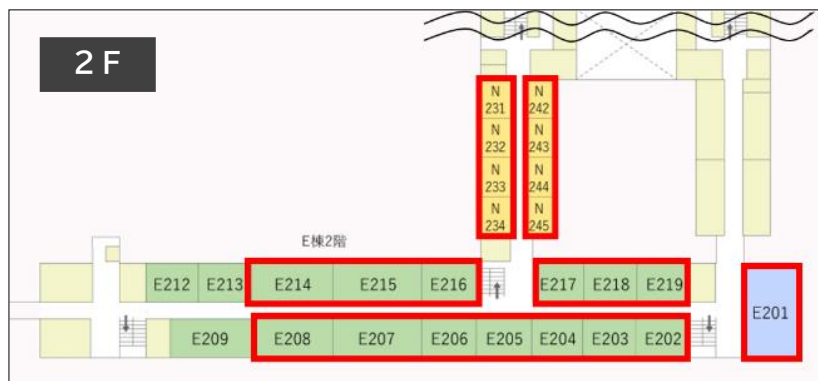 2F
N
231
N
242
N
232
N
243
N
233
N
244
N
234
N
245
E棟2階
E212
E213
E214
E215
E216
E217
E218
E219
E201
E209
E208
E207
E206
E205
E204
E203
E202